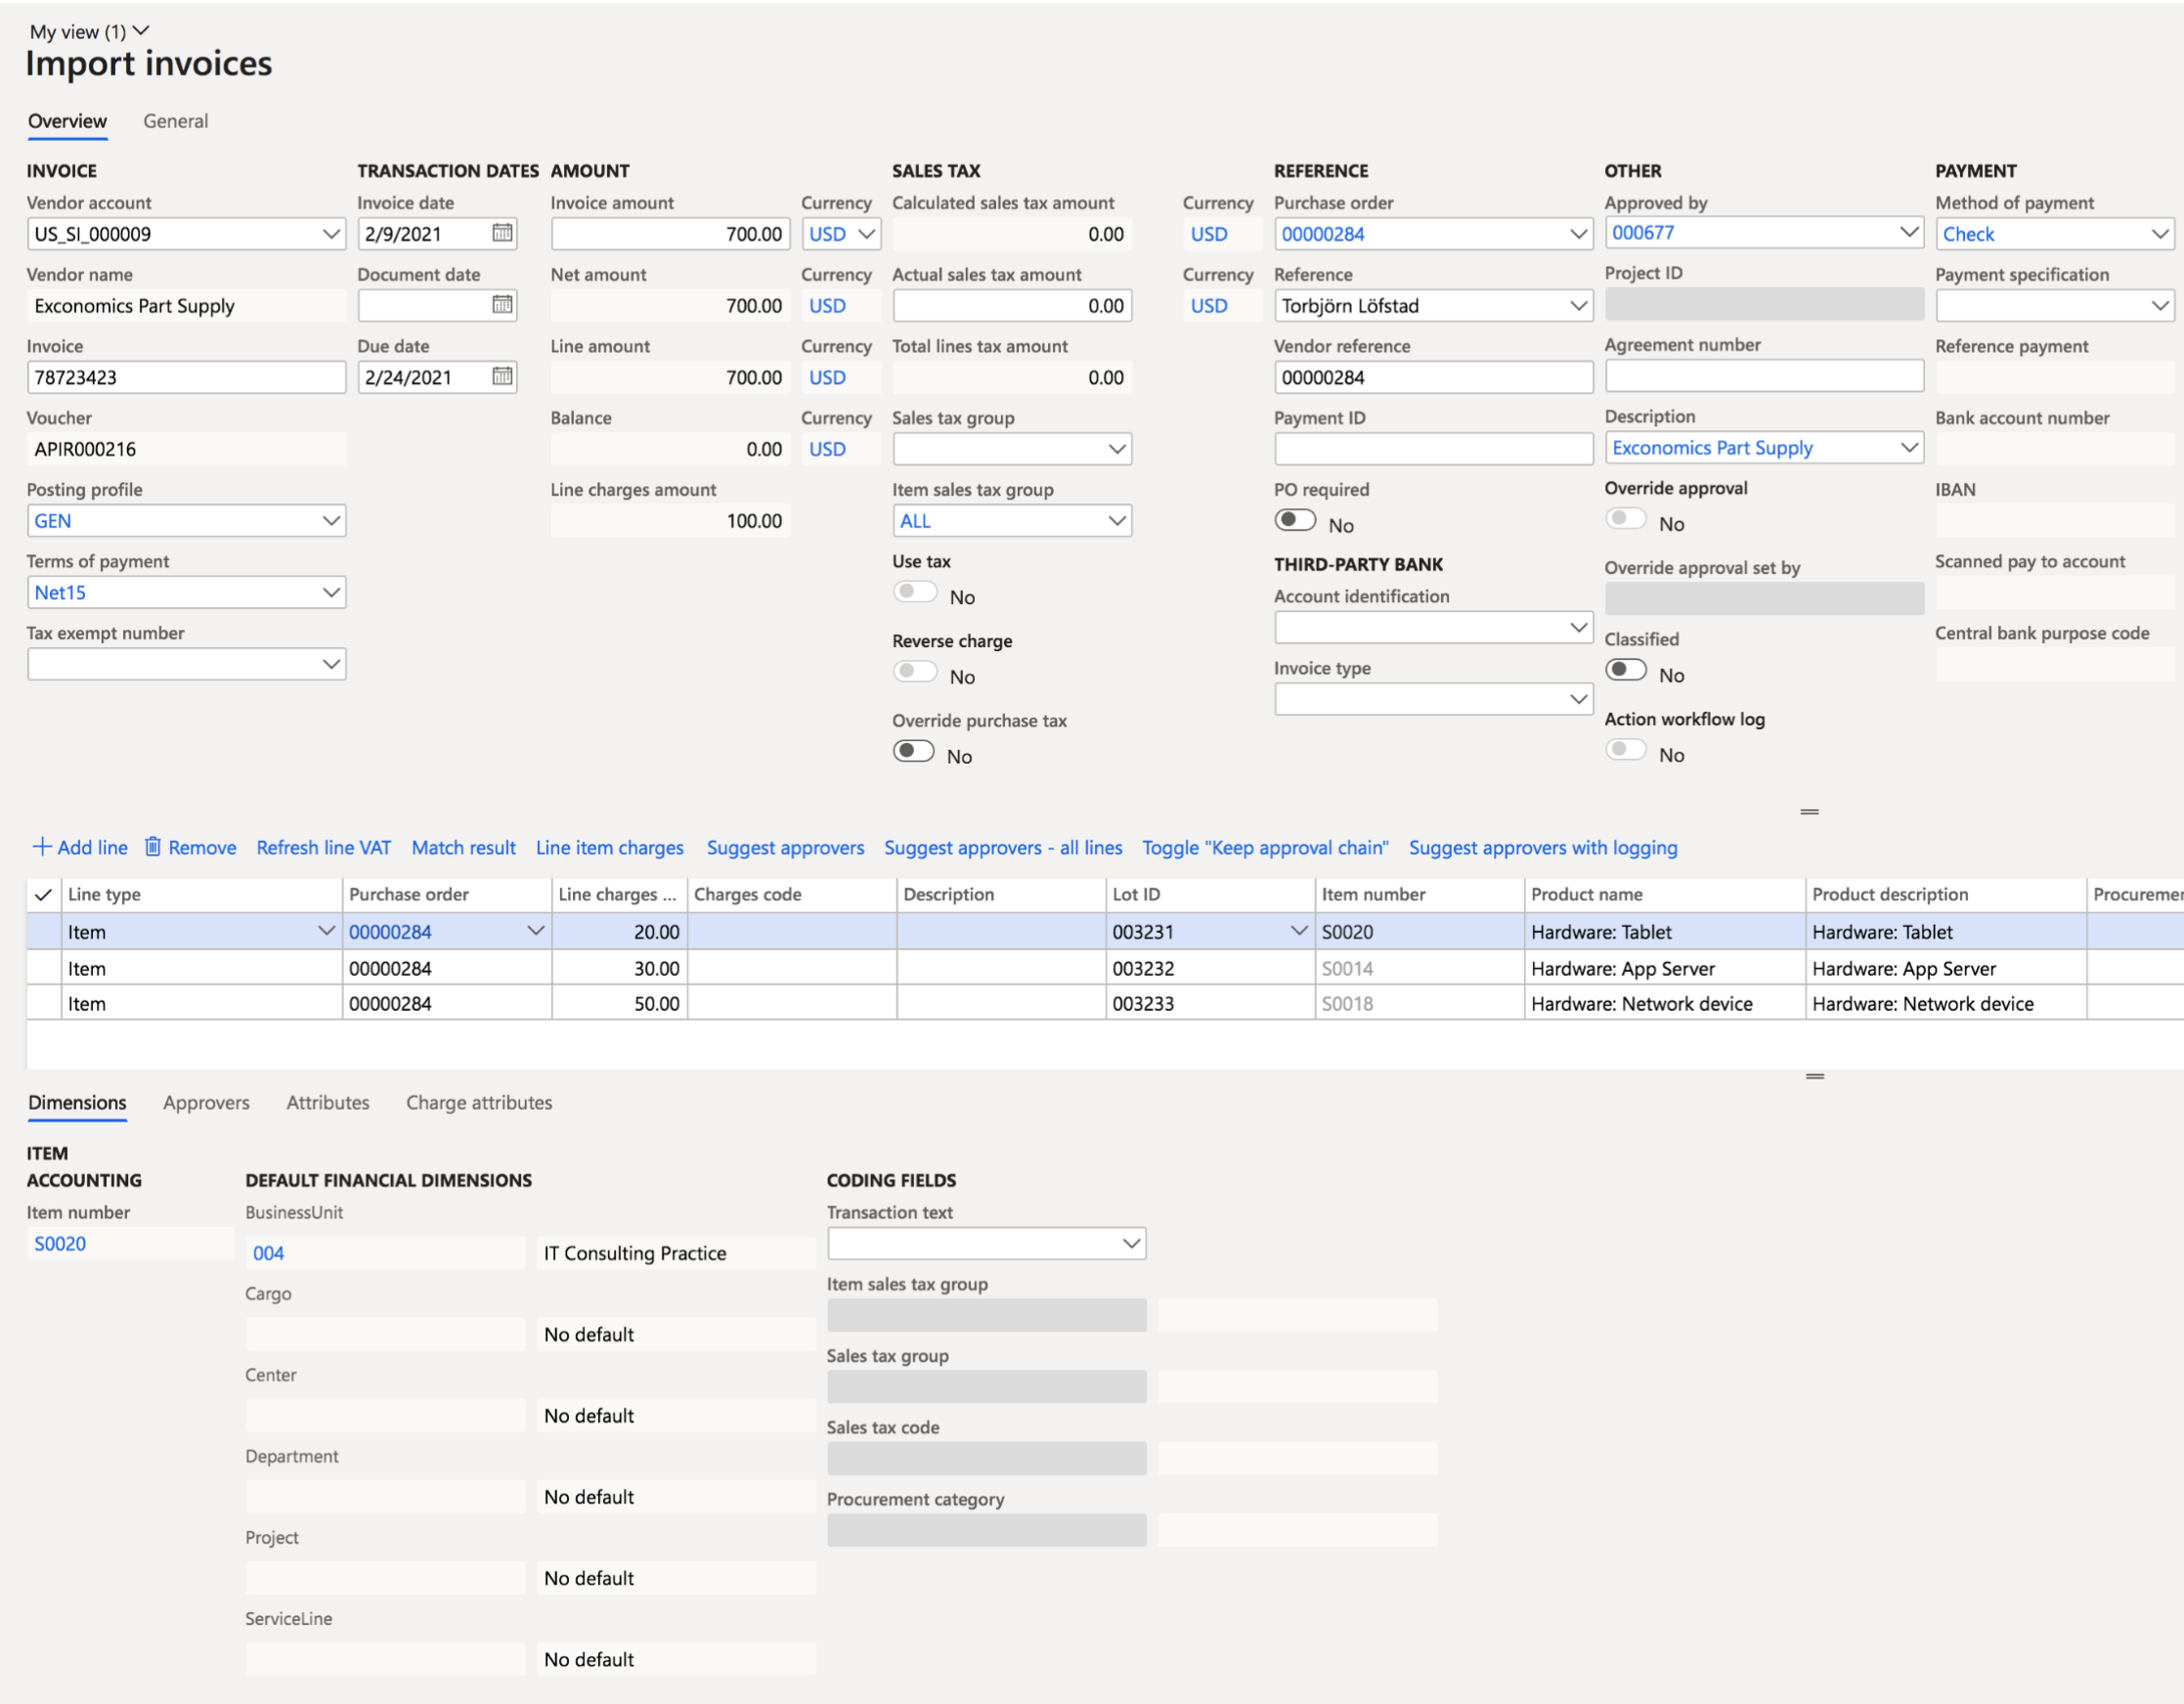 My view (1)
Import invoices
Overview General
INVOICE
Vendor account
US_SI_000009
Vendor name
Exconomics Part Supply
Invoice
78723423
Voucher
APIR000216
Posting profile
GEN
Terms of payment
Net15
Tax exempt number
TRANSACTION DATES
Invoice date
2/9/2021
Document date
Due date
2/24/2021
AMOUNT
Invoice amount Currency
700.00 USD
Net amount Currency
700.00 USD
Line amount Currency
700.00 USD
Balance Currency
0.00 USD
Line charges amount
100.00
SALES TAX
Calculated sales tax amount Currency
0.00 USD
Actual sales tax amount Currency
0.00 USD
Total lines tax amount
0.00
Sales tax group
Item sales tax group
ALL
Use tax
No
Reverse charge
No
Override purchase tax
No
REFERENCE
Purchase order
00000284
Reference
Torbjörn Löfstad
Vendor reference
00000284
Payment ID
PO required
No
THIRD-PARTY BANK
Account identification
Invoice type
OTHER
Approved by
000677
Project ID
Agreement number
Description
Exconomics Part Supply
Override approval
No
Override approval set by
Classified
No
Action workflow log
No
PAYMENT
Method of payment
Check
Payment specification
Reference payment
Bank account number
IBAN
Scanned pay to account
Central bank purpose code
Add line Remove Refresh line VAT Match result Line item charges Suggest approvers Suggest approvers - all lines Toggle "Keep approval chain" Suggest approvers with logging
Line type Purchase order Line charges ... Charges code Description Lot ID Item number Product name Product description Procuremen
Item 00000284 20.00 003231 S0020 Hardware: Tablet Hardware: Tablet
Item 00000284 30.00 003232 S0014 Hardware: App Server Hardware: App Server
Item 00000284 50.00 003233 S0018 Hardware: Network device Hardware: Network device
Dimensions Approvers Attributes Charge attributes
ITEM
ACCOUNTING
Item number
S0020
DEFAULT FINANCIAL DIMENSIONS
BusinessUnit
004 IT Consulting Practice
Cargo
No default
Center
No default
Department
No default
Project
No default
ServiceLine
No default
CODING FIELDS
Transaction text
Item sales tax group
Sales tax group
Sales tax code
Procurement category